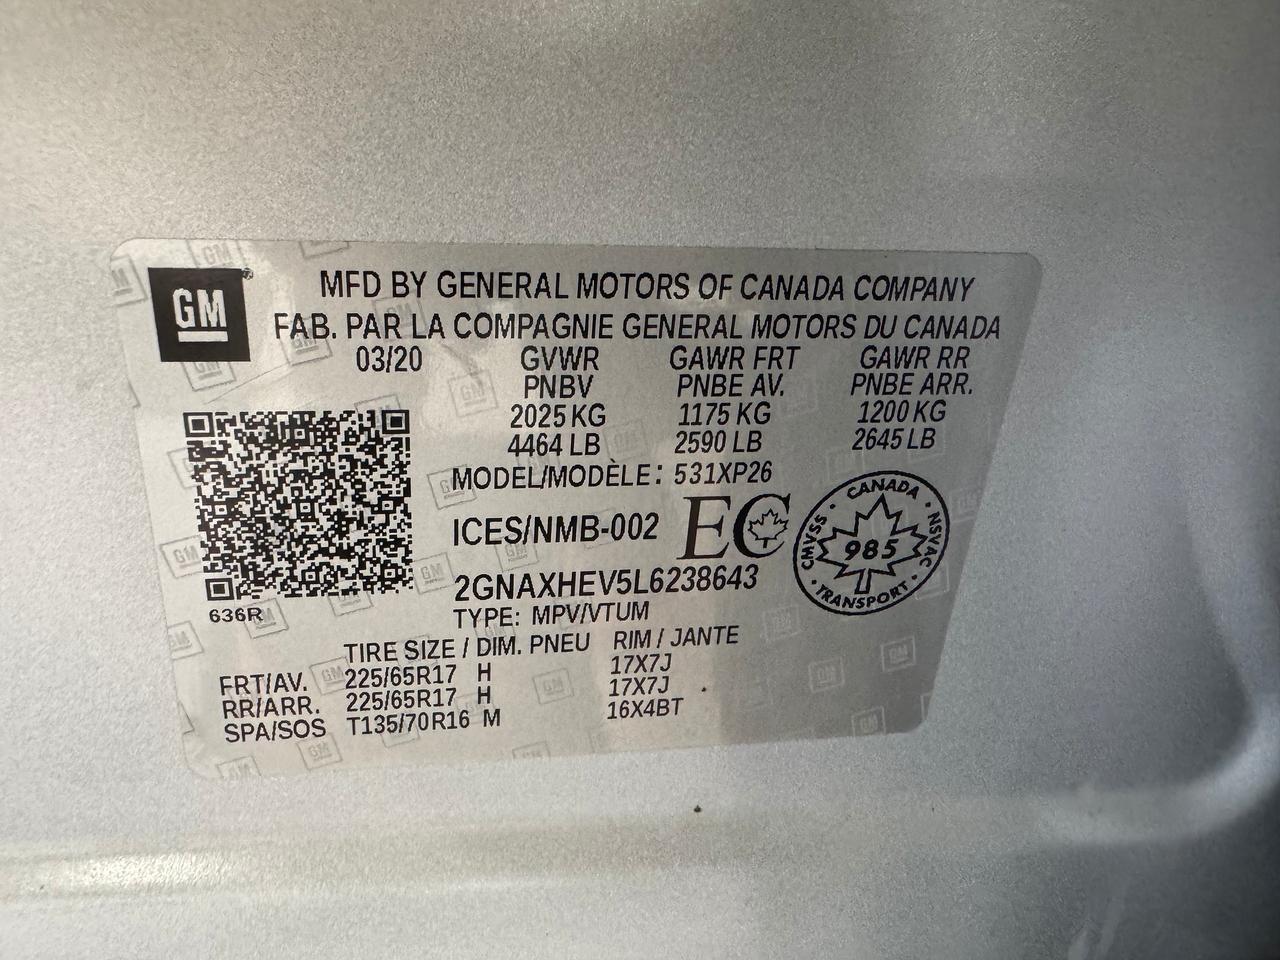 GM
MFD BY GENERAL MOTORS OF CANADA COMPANY
FAB. PAR LA COMPAGNIE GENERAL MOTORS DU CANADA
03/20 GVWR GAWR FRT GAWR RR
PNBV PNBE AV. PNBE ARR.
2025 KG 1175 KG 1200 KG
4464 LB 2590 LB 2645 LB
MODEL/MODÈLE: 531XP26
ICES/NMB-002 EC
CANADA
CMVSS 985 NSVAC
TRANSPORT
2GNAXHEV5L6238643
636R
TYPE: MPV/VTUM
TIRE SIZE / DIM. PNEU RIM / JANTE
FRT/AV. 225/65R17 H 17X7J
RR/ARR. 225/65R17 H 17X7J
SPA/SOS T135/70R16 M 16X4BT